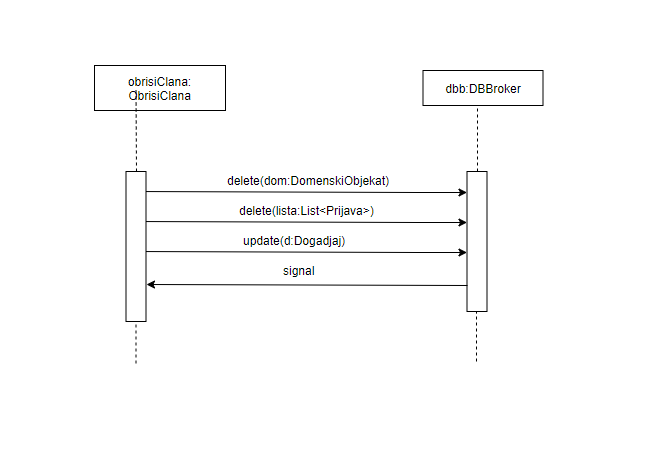 obrisiClana:
ObrisiClana
dbb:DBBroker
delete(dom:DomenskiObjekat)
delete(lista:List<Prijava>)
update(d:Dogadjaj)
signal